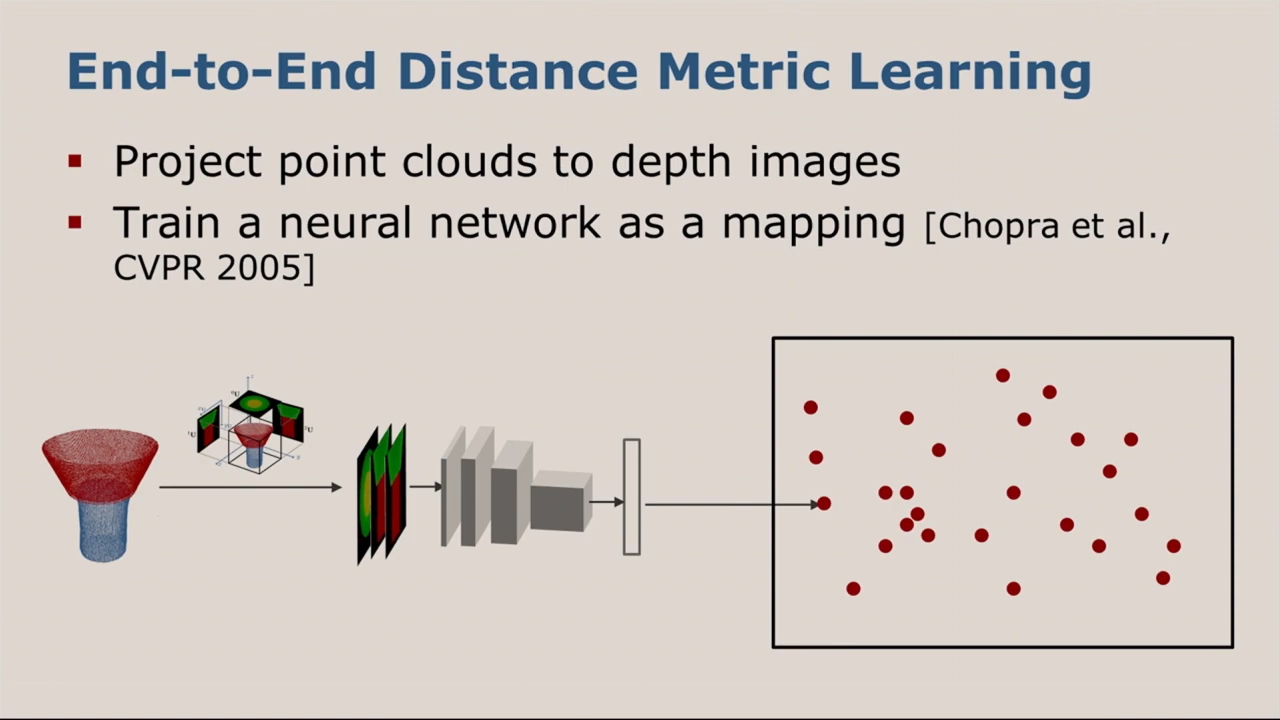 End-to-End Distance Metric Learning
Project point clouds to depth images
Train a neural network as a mapping [Chopra et al.,
CVPR 2005]